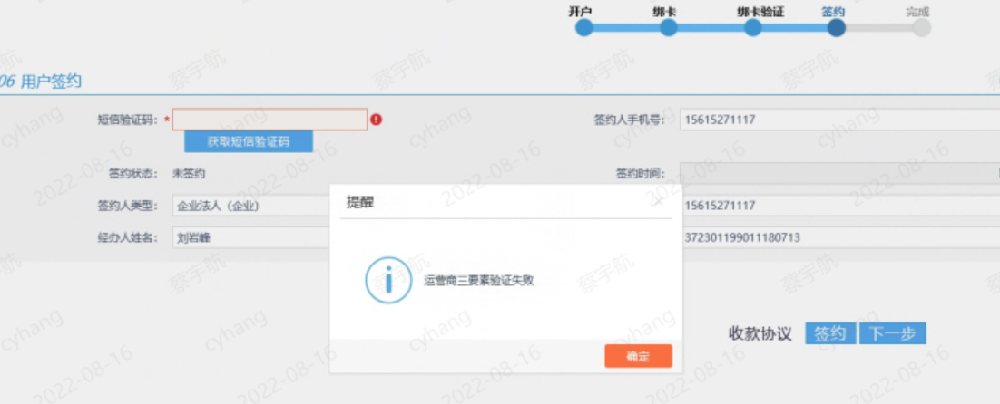 开户 绑卡 绑卡验证 签约 完成
06 用户签约
短信验证码: * 签约人手机号: 15615271117
获取短信验证码
签约状态: 未签约 签约时间:
提醒
签约人类型: 企业法人（企业） 15615271117
经办人姓名: 刘岩峰 372301199011180713
运营商三要素验证失败
收款协议 签约 下一步
确定
蔡宇航
cyhang
2022-08-16